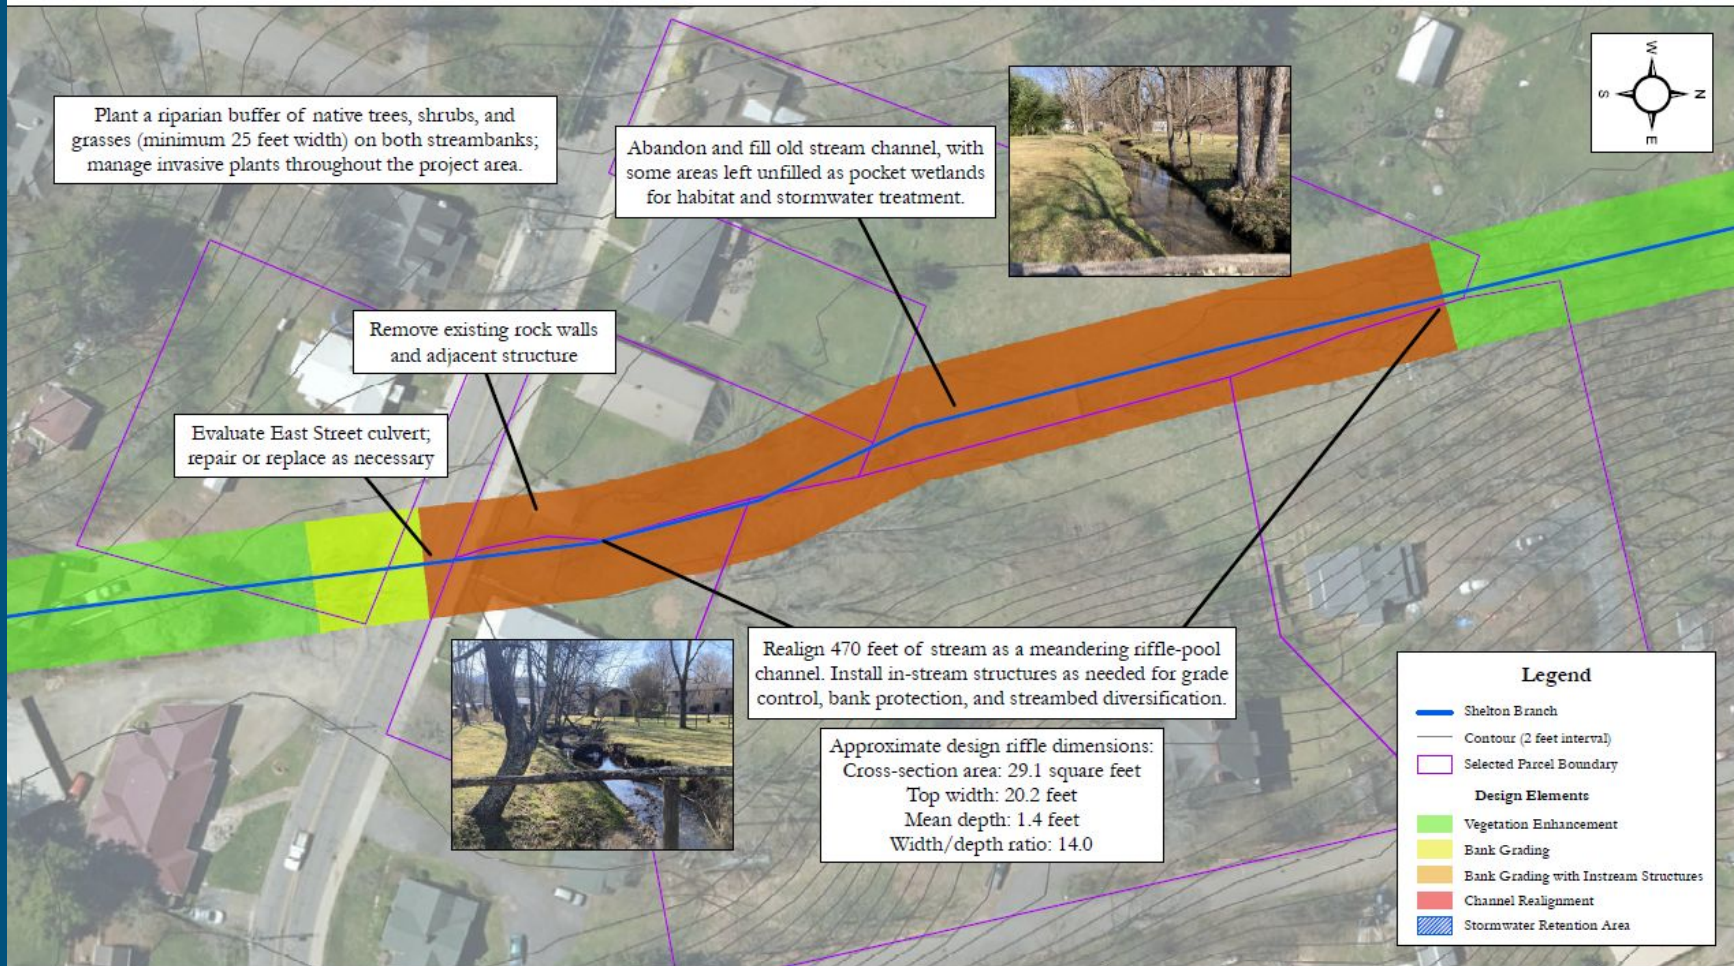 Plant a riparian buffer of native trees, shrubs, and
grasses (minimum 25 feet width) on both streambanks;
manage invasive plants throughout the project area.
Abandon and fill old stream channel, with
some areas left unfilled as pocket wetlands
for habitat and stormwater treatment.
W
S
N
E
Remove existing rock walls
and adjacent structure
Evaluate East Street culvert;
repair or replace as necessary
Realign 470 feet of stream as a meandering riffle-pool
channel. Install in-stream structures as needed for grade
control, bank protection, and streambed diversification.
Approximate design riffle dimensions:
Cross-section area: 29.1 square feet
Top width: 20.2 feet
Mean depth: 1.4 feet
Width/depth ratio: 14.0
Legend
Shelton Branch
Contour (2 feet interval)
Selected Parcel Boundary
Design Elements
Vegetation Enhancement
Bank Grading
Bank Grading with Instream Structures
Channel Realignment
Stormwater Retention Area